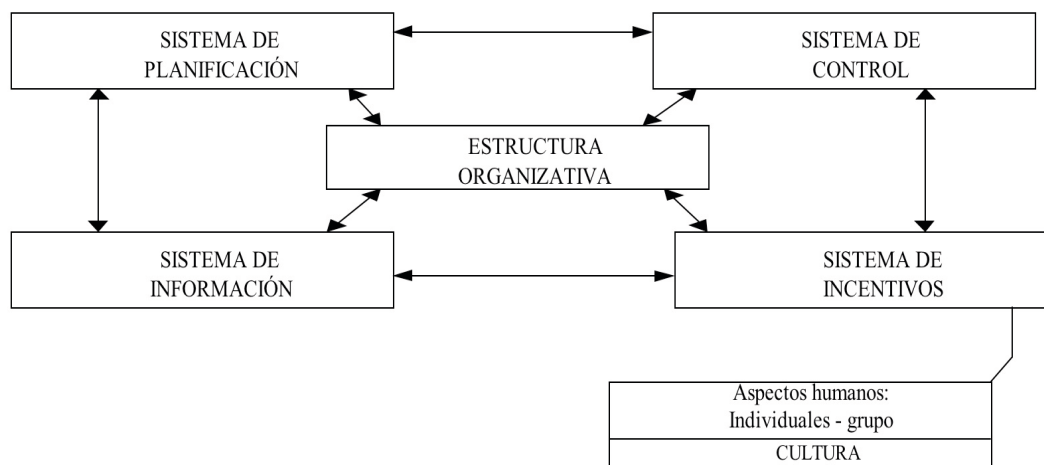 SISTEMA DE
PLANIFICACIÓN
SISTEMA DE
CONTROL
ESTRUCTURA
ORGANIZATIVA
SISTEMA DE
INFORMACIÓN
SISTEMA DE
INCENTIVOS
Aspectos humanos:
Individuales - grupo
CULTURA